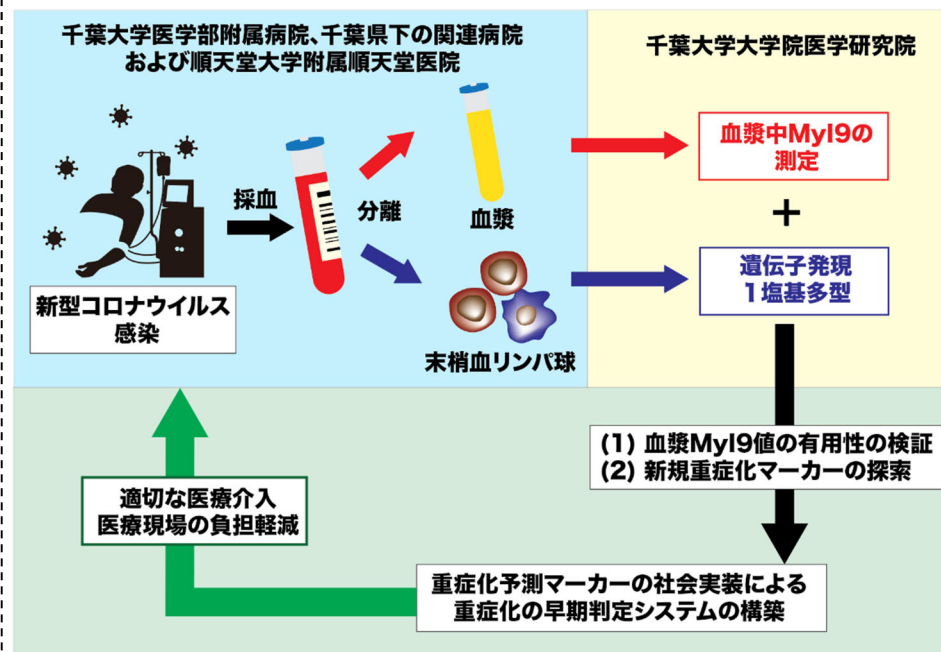 千葉大学医学部附属病院、千葉県下の関連病院
および順天堂大学附属順天堂医院
千葉大学大学院医学研究院
採血
分離
血漿
末梢血リンパ球
新型コロナウイルス
感染
血漿中Myl9の
測定
+
遺伝子発現
1塩基多型
(1) 血漿Myl9値の有用性の検証
(2) 新規重症化マーカーの探索
適切な医療介入
医療現場の負担軽減
重症化予測マーカーの社会実装による
重症化の早期判定システムの構築